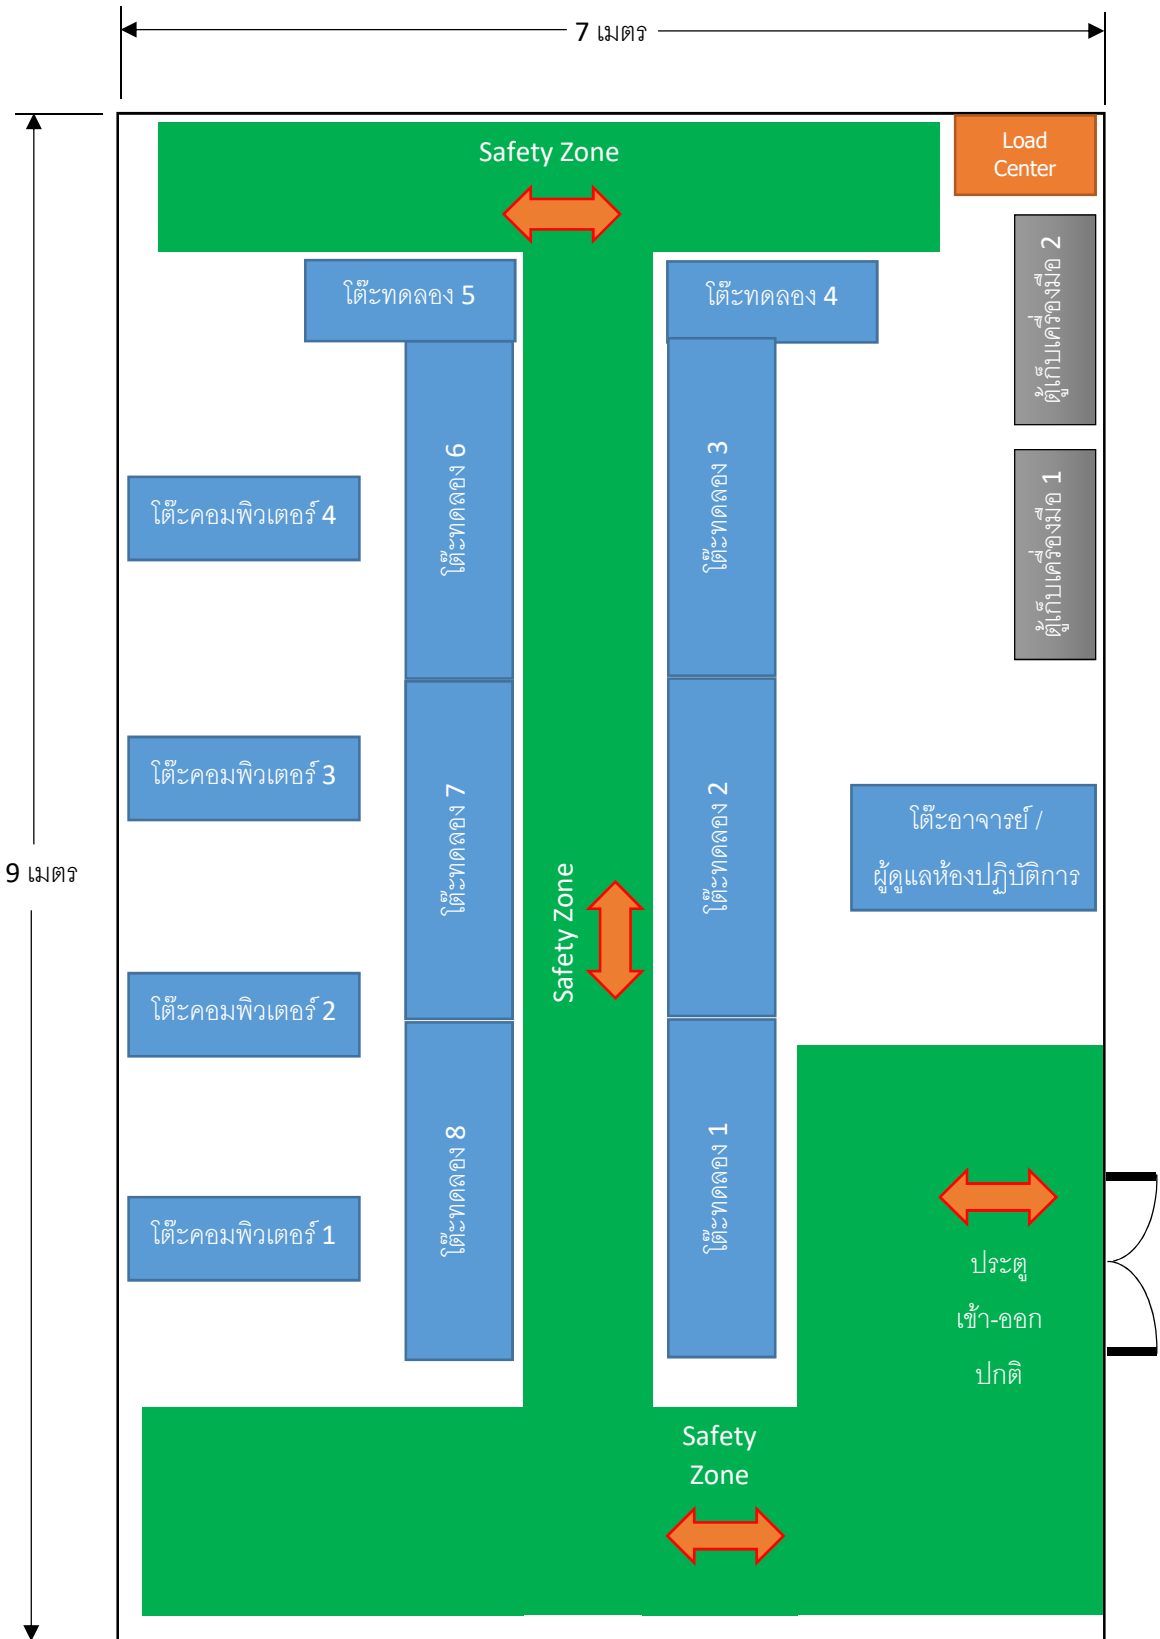 7 เมตร
Safety Zone
Load
Center
ตู้เก็บเครื่องมือ 2
โต๊ะทดลอง 5
โต๊ะทดลอง 4
โต๊ะทดลอง 6
โต๊ะทดลอง 3
ตู้เก็บเครื่องมือ 1
โต๊ะคอมพิวเตอร์ 4
โต๊ะคอมพิวเตอร์ 3
โต๊ะทดลอง 7
โต๊ะทดลอง 2
โต๊ะอาจารย์ /
ผู้ดูแลห้องปฏิบัติการ
9 เมตร
Safety Zone
โต๊ะคอมพิวเตอร์ 2
โต๊ะทดลอง 8
โต๊ะทดลอง 1
โต๊ะคอมพิวเตอร์ 1
ประตู
เข้า-ออก
ปกติ
Safety
Zone